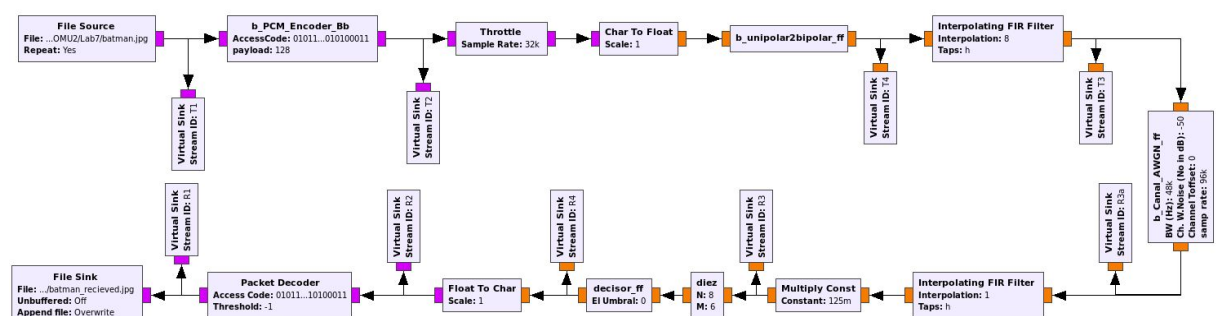 File Source
File: ...OMU2/Lab7/batman.jpg
Repeat: Yes
b_PCM_Encoder_Bb
AccessCode: 01011...010100011
payload: 128
Throttle
Sample Rate: 32k
Char To Float
Scale: 1
b_unipolar2bipolar_ff
Interpolating FIR Filter
Interpolation: 8
Taps: h
Virtual Sink
Stream ID: T1
Virtual Sink
Stream ID: T2
Virtual Sink
Stream ID: T4
Virtual Sink
Stream ID: T3
b_Canal_AWGN_ff
BW (Hz): 48k
Ch. W.Noise (No in dB): -50
Channel Toffset: 0
samp rate: 96k
Virtual Sink
Stream ID: R1
Virtual Sink
Stream ID: R2
Virtual Sink
Stream ID: R4
Virtual Sink
Stream ID: R3
Virtual Sink
Stream ID: R3a
File Sink
File: .../batman_recieved.jpg
Unbuffered: Off
Append file: Overwrite
Packet Decoder
Access Code: 01011...10100011
Threshold: -1
Float To Char
Scale: 1
decisor_ff
El Umbral: 0
diez
N: 8
M: 6
Multiply Const
Constant: 125m
Interpolating FIR Filter
Interpolation: 1
Taps: h